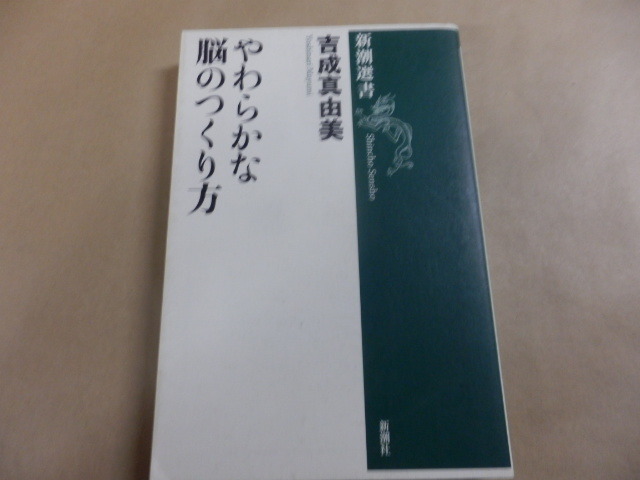 新潮選書
Shincho Sensho
吉成真由美
やわらかな
脳のつくり方
新潮社